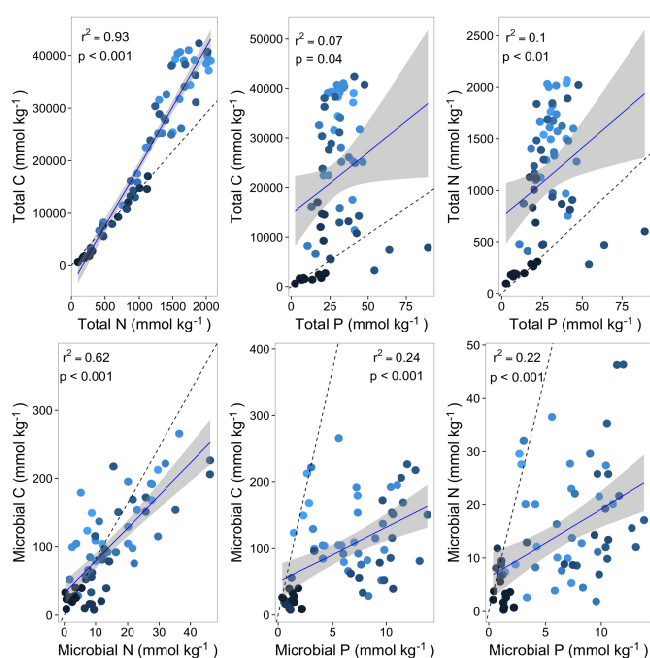 r² = 0.93
p < 0.001
Total C (mmol kg⁻¹)
40000
30000
20000
10000
0
0 500 1000 1500 2000
Total N (mmol kg⁻¹)
r² = 0.07
p = 0.04
Total C (mmol kg⁻¹)
50000
40000
30000
20000
10000
0
0 25 50 75
Total P (mmol kg⁻¹)
r² = 0.1
p < 0.01
Total N (mmol kg⁻¹)
2500
2000
1500
1000
500
0
0 25 50 75
Total P (mmol kg⁻¹)
r² = 0.62
p < 0.001
Microbial C (mmol kg⁻¹)
300
200
100
0
0 10 20 30 40
Microbial N (mmol kg⁻¹)
r² = 0.24
p < 0.001
Microbial C (mmol kg⁻¹)
400
300
200
100
0
0 5 10
Microbial P (mmol kg⁻¹)
r² = 0.22
p < 0.001
Microbial N (mmol kg⁻¹)
50
40
30
20
10
0
0 5 10
Microbial P (mmol kg⁻¹)